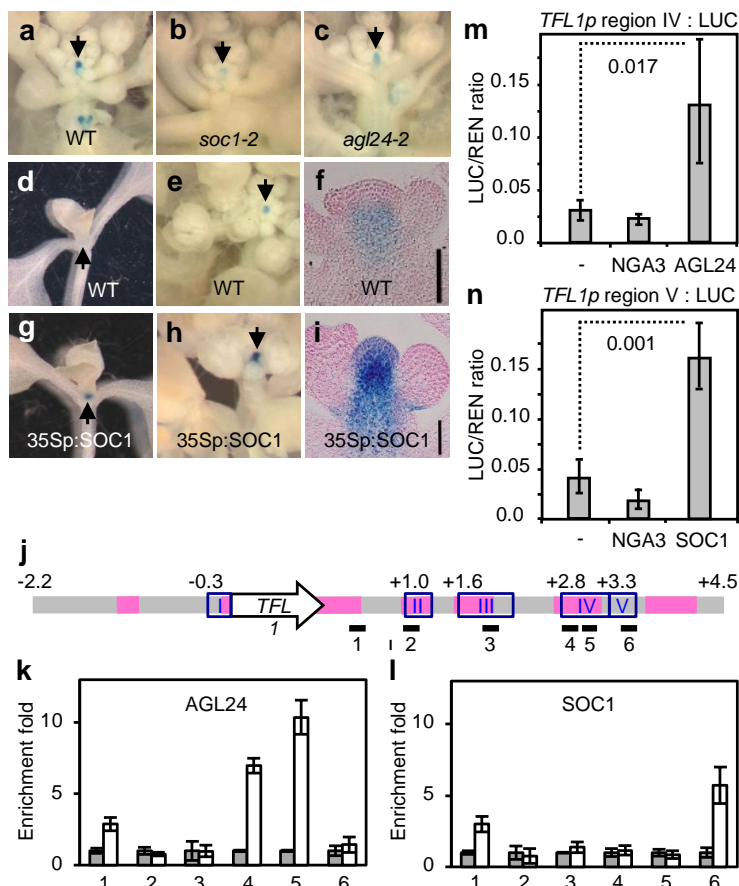 a
WT
b
soc1-2
c
agl24-2
d
WT
e
WT
f
WT
g
35Sp:SOC1
h
35Sp:SOC1
i
35Sp:SOC1
m
TFL1p region IV : LUC
LUC/REN ratio
0.15
0.10
0.05
0.0
0.017
- NGA3 AGL24
n
TFL1p region V : LUC
LUC/REN ratio
0.15
0.10
0.05
0.0
0.001
- NGA3 SOC1
j
-2.2 -0.3 +1.0 +1.6 +2.8 +3.3 +4.5
I TFL II III IV V
1
1 2 3 4 5 6
k
AGL24
Enrichment fold
10
5
0
1 2 3 4 5 6
l
SOC1
Enrichment fold
10
5
0
1 2 3 4 5 6